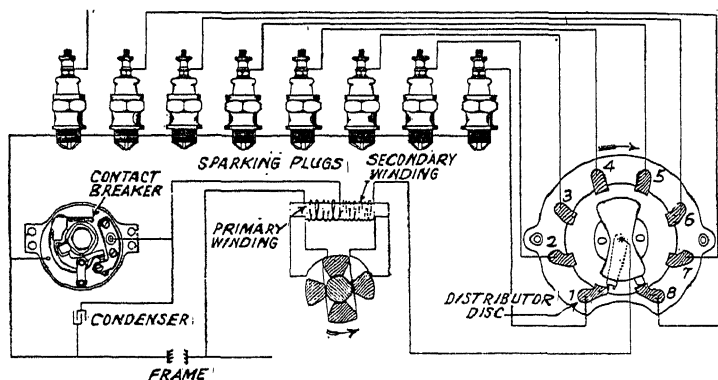 SPARKING PLUGS
SECONDARY
WINDING
CONTACT
BREAKER
PRIMARY
WINDING
CONDENSER
FRAME
DISTRIBUTOR
DISC
1
2
3
4
5
6
7
8